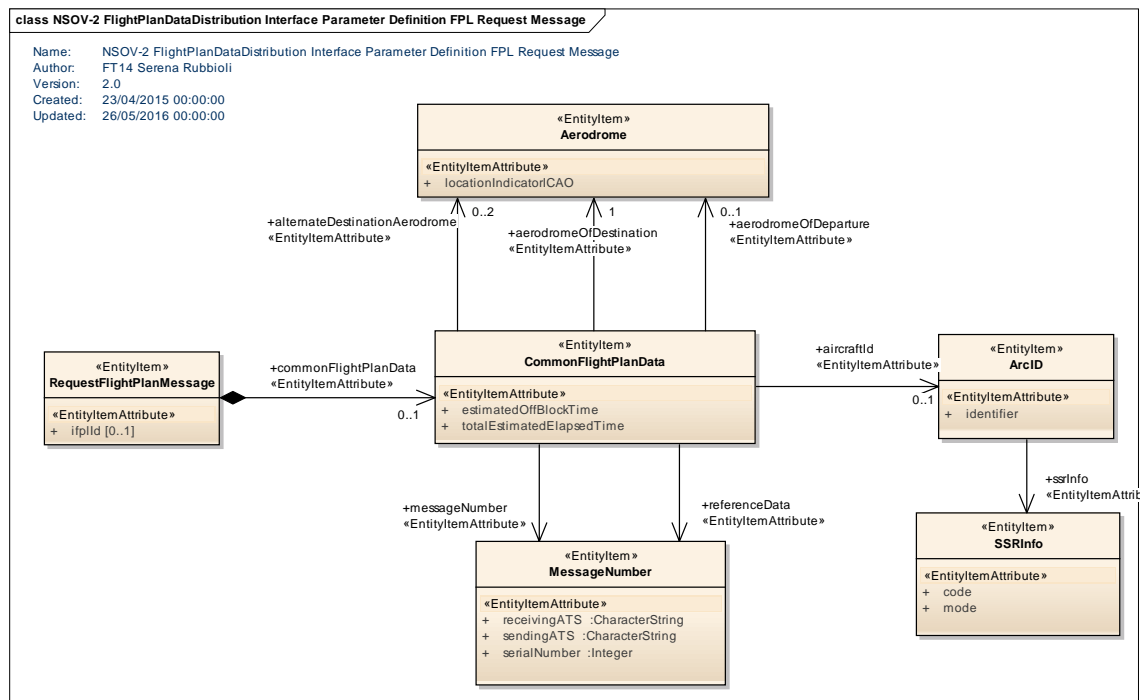 class NSOV-2 FlightPlanDataDistribution Interface Parameter Definition FPL Request Message
Name: NSOV-2 FlightPlanDataDistribution Interface Parameter Definition FPL Request Message
Author: FT14 Serena Rubbioli
Version: 2.0
Created: 23/04/2015 00:00:00
Updated: 26/05/2016 00:00:00
«EntityItem»
Aerodrome
«EntityItemAttribute»
+ locationIndicatorICAO
0..2
1
0..1
+alternateDestinationAerodrome
«EntityItemAttribute»
+aerodromeOfDestination
«EntityItemAttribute»
+aerodromeOfDeparture
«EntityItemAttribute»
«EntityItem»
RequestFlightPlanMessage
«EntityItemAttribute»
+ ifplId [0..1]
+commonFlightPlanData
«EntityItemAttribute»
0..1
«EntityItem»
CommonFlightPlanData
«EntityItemAttribute»
+ estimatedOffBlockTime
+ totalEstimatedElapsedTime
+aircraftId
«EntityItemAttribute»
0..1
«EntityItem»
ArcID
«EntityItemAttribute»
+ identifier
+messageNumber
«EntityItemAttribute»
+referenceData
«EntityItemAttribute»
+ssrInfo
«EntityItemAttrib
«EntityItem»
MessageNumber
«EntityItemAttribute»
+ receivingATS :CharacterString
+ sendingATS :CharacterString
+ serialNumber :Integer
«EntityItem»
SSRInfo
«EntityItemAttribute»
+ code
+ mode